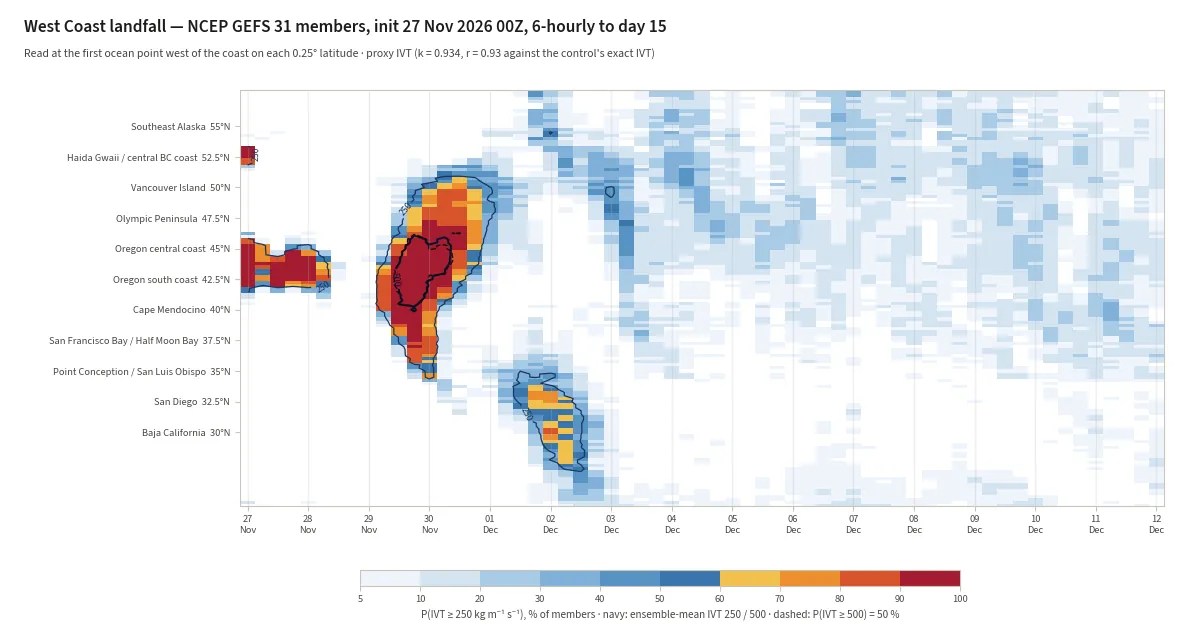 West Coast landfall — NCEP GEFS 31 members, init 27 Nov 2026 00Z, 6-hourly to day 15
Read at the first ocean point west of the coast on each 0.25° latitude · proxy IVT (k = 0.934, r = 0.93 against the control's exact IVT)
Southeast Alaska 55°N
Haida Gwaii / central BC coast 52.5°N
Vancouver Island 50°N
Olympic Peninsula 47.5°N
Oregon central coast 45°N
Oregon south coast 42.5°N
Cape Mendocino 40°N
San Francisco Bay / Half Moon Bay 37.5°N
Point Conception / San Luis Obispo 35°N
San Diego 32.5°N
Baja California 30°N
250
250
250
500
250
27 28 29 30 01 02 03 04 05 06 07 08 09 10 11 12
Nov Nov Nov Nov Dec Dec Dec Dec Dec Dec Dec Dec Dec Dec Dec Dec
5 10 20 30 40 50 60 70 80 90 100
P(IVT ≥ 250 kg m⁻¹ s⁻¹), % of members · navy: ensemble-mean IVT 250 / 500 · dashed: P(IVT ≥ 500) = 50 %